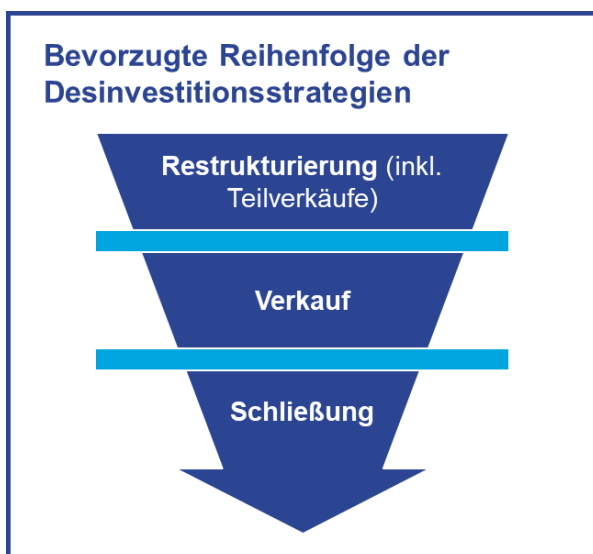 Bevorzugte Reihenfolge der
Desinvestitionsstrategien
Restrukturierung (inkl.
Teilverkäufe)
Verkauf
Schließung